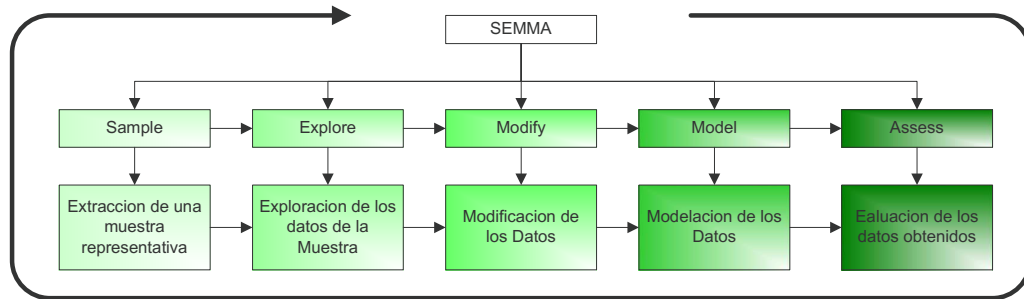 SEMMA
Sample
Explore
Modify
Model
Assess
Extraccion de una
muestra
representativa
Exploracion de los
datos de la
Muestra
Modificacion de
los Datos
Modelacion de los
Datos
Ealuacion de los
datos obtenidos